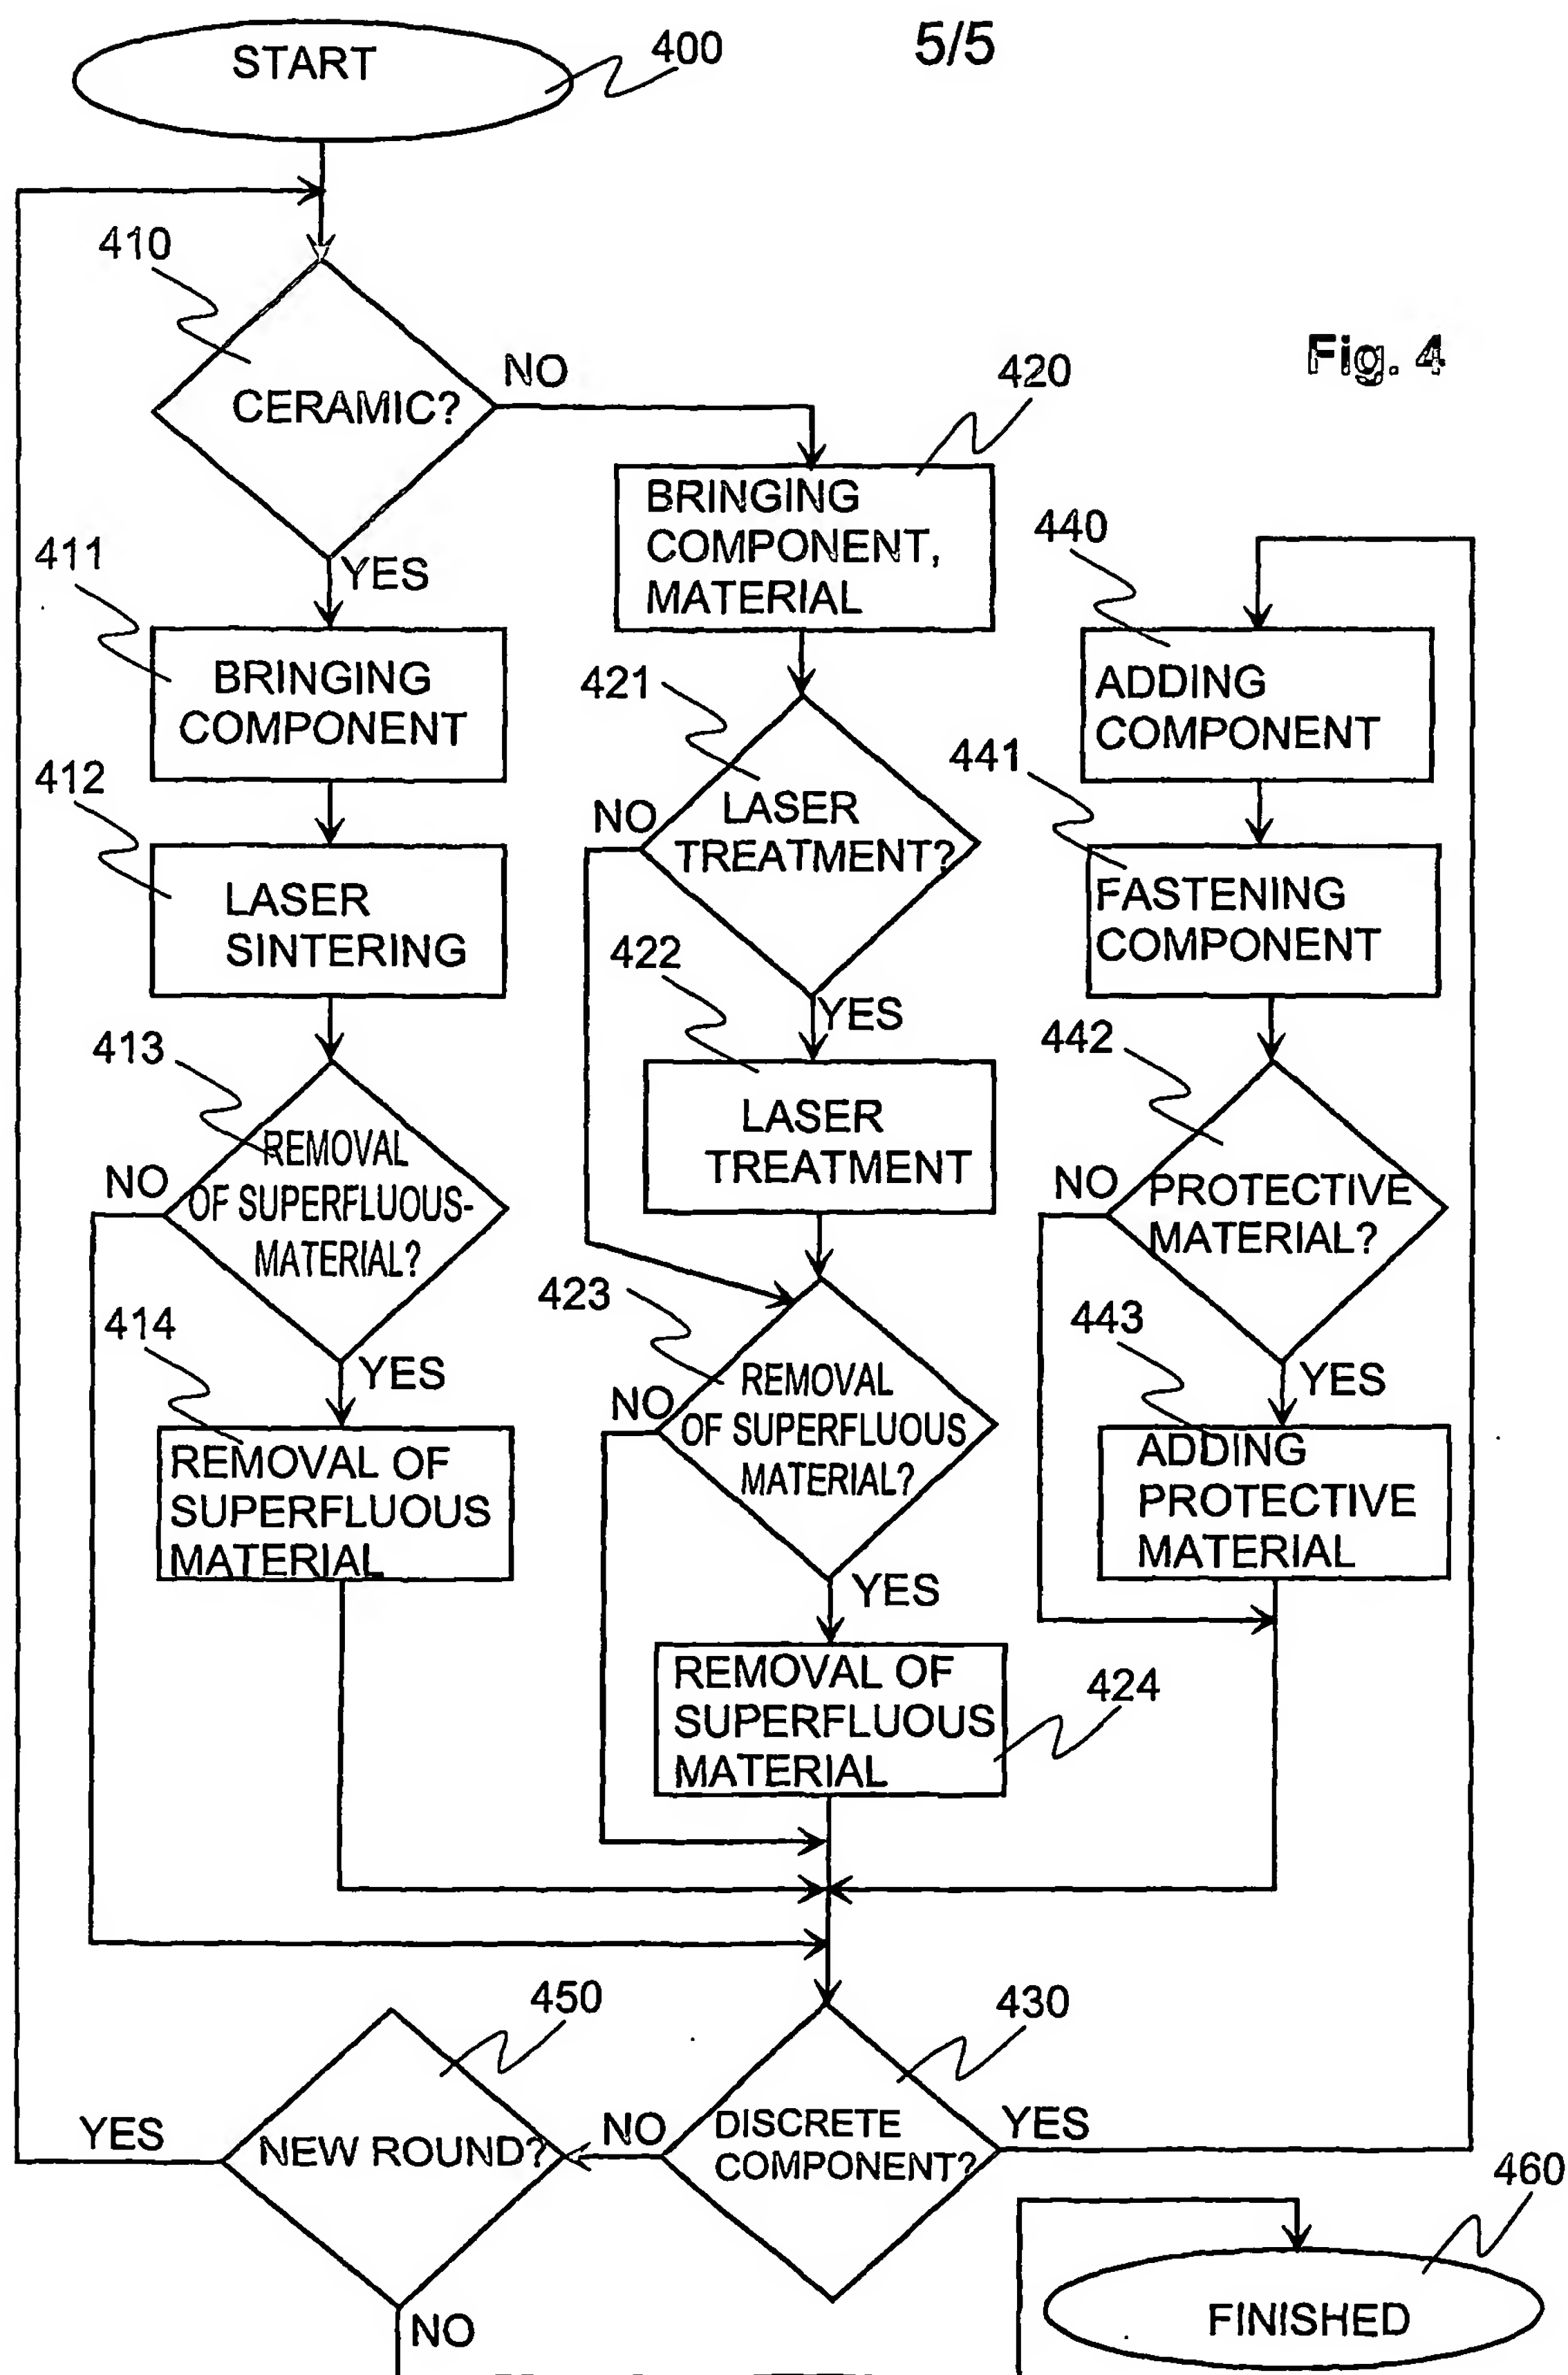 START
400
5/5
410
Fig. 4
CERAMIC?
NO
420
BRINGING
COMPONENT,
MATERIAL
411
YES
440
BRINGING
COMPONENT
421
ADDING
COMPONENT
412
NO
LASER
TREATMENT?
441
LASER
SINTERING
FASTENING
COMPONENT
422
YES
413
442
LASER
TREATMENT
NO
REMOVAL
OF SUPERFLUOUS-
MATERIAL?
NO
PROTECTIVE
MATERIAL?
423
414
443
YES
YES
NO
REMOVAL
OF SUPERFLUOUS
MATERIAL?
REMOVAL OF
SUPERFLUOUS
MATERIAL
ADDING
PROTECTIVE
MATERIAL
YES
REMOVAL OF
SUPERFLUOUS
MATERIAL
424
450
430
YES
NEW ROUND?
NO
DISCRETE
COMPONENT?
YES
460
NO
FINISHED